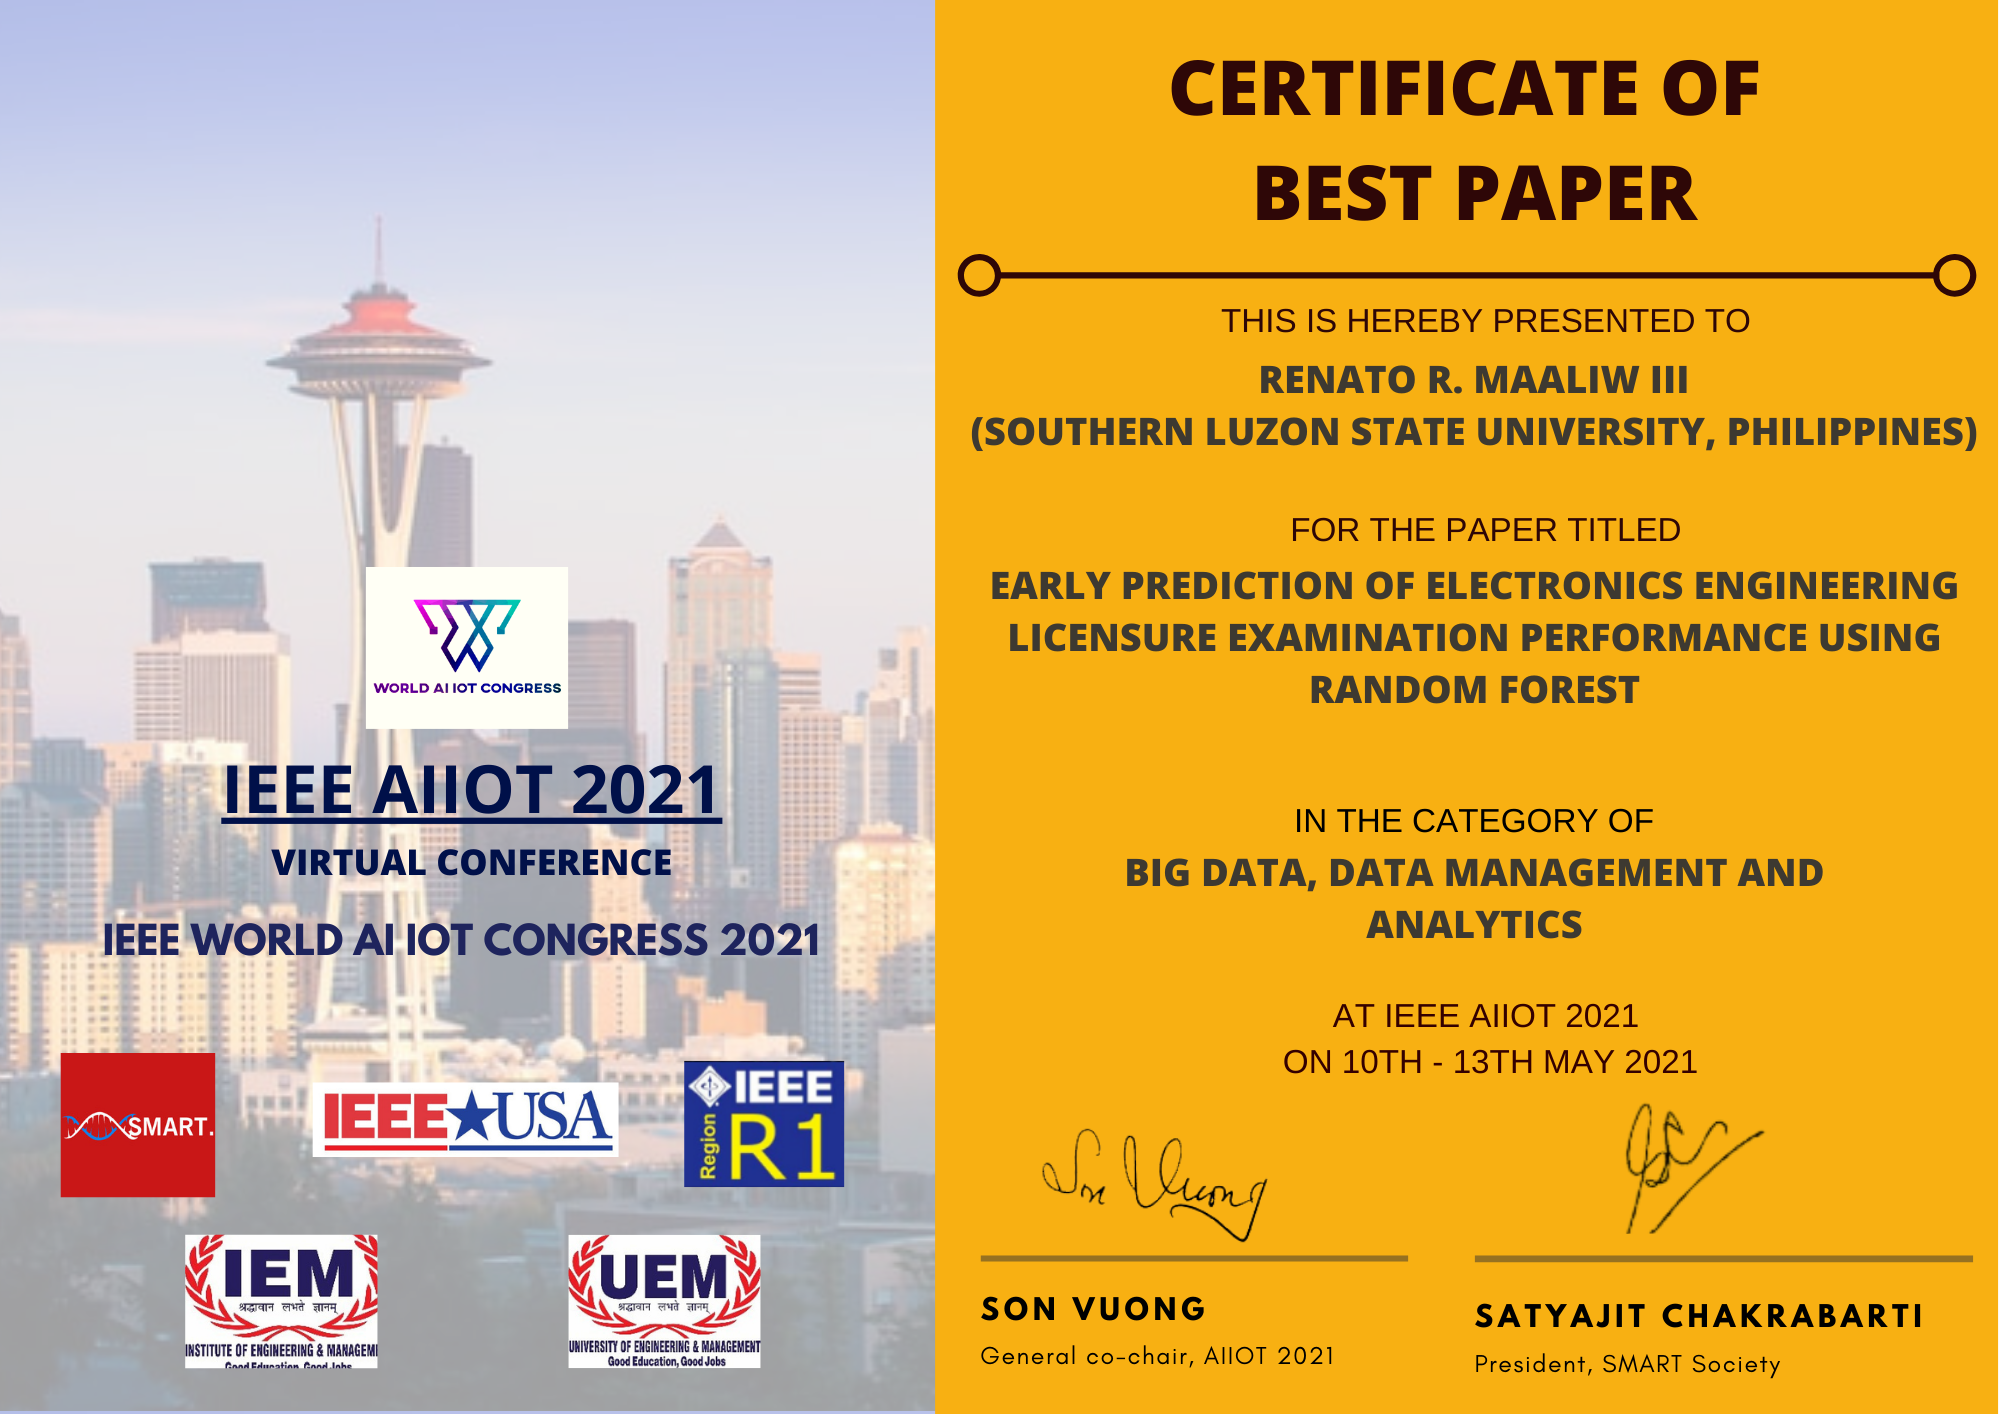 WORLD AI IOT CONGRESS
IEEE AIIOT 2021
VIRTUAL CONFERENCE
IEEE WORLD AI IOT CONGRESS 2021
SMART.
IEEE USA
IEEE
Region
R1
IEM
श्रद्धावान लभते ज्ञानम्
INSTITUTE OF ENGINEERING & MANAGEM
Good Education, Good Jobs
UEM
श्रद्धावान लभते ज्ञानम्
UNIVERSITY OF ENGINEERING & MANAGEMENT
Good Education, Good Jobs
CERTIFICATE OF
BEST PAPER
THIS IS HEREBY PRESENTED TO
RENATO R. MAALIW III
(SOUTHERN LUZON STATE UNIVERSITY, PHILIPPINES)
FOR THE PAPER TITLED
EARLY PREDICTION OF ELECTRONICS ENGINEERING
LICENSURE EXAMINATION PERFORMANCE USING
RANDOM FOREST
IN THE CATEGORY OF
BIG DATA, DATA MANAGEMENT AND
ANALYTICS
AT IEEE AIIOT 2021
ON 10TH - 13TH MAY 2021
Son Vuong
SON VUONG
General co-chair, AIIOT 2021
SATYAJIT CHAKRABARTI
President, SMART Society